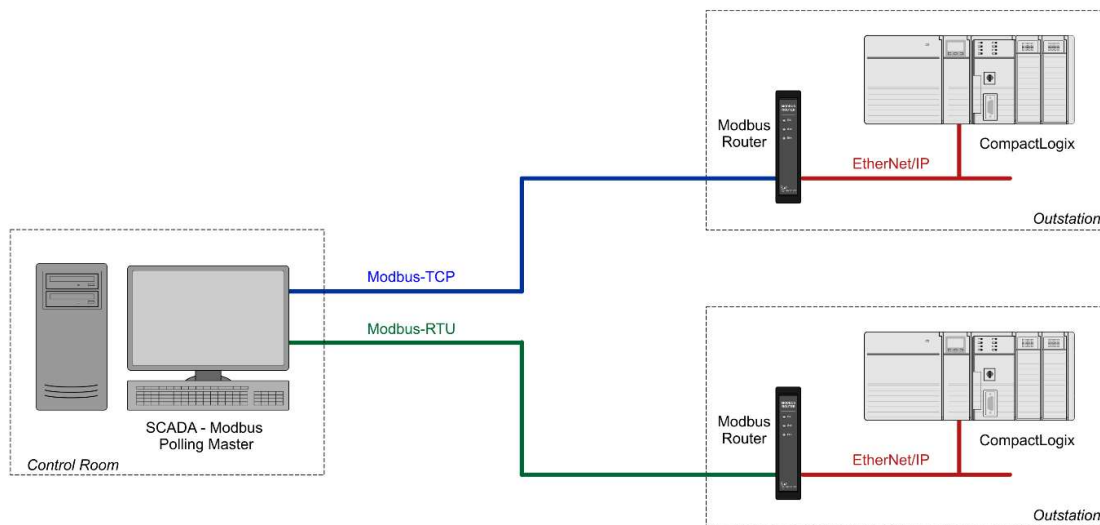 Modbus
Router
EtherNet/IP
CompactLogix
Outstation
Modbus-TCP
Modbus-RTU
SCADA - Modbus
Polling Master
Control Room
Modbus
Router
EtherNet/IP
CompactLogix
Outstation